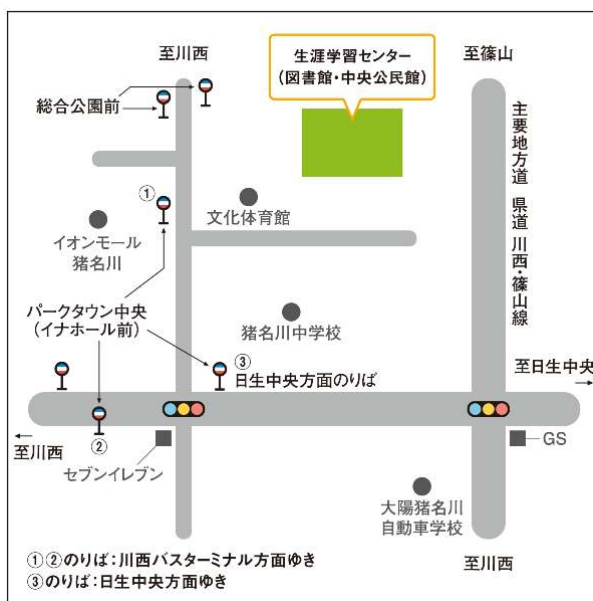 至川西
生涯学習センター
(図書館・中央公民館)
至篠山
総合公園前
主要地方道 県道 川西・篠山線
①
文化体育館
イオンモール
猪名川
パークタウン中央
(イナホール前)
猪名川中学校
③
日生中央方面のりば
至日生中央
②
至川西
セブンイレブン
GS
大陽猪名川
自動車学校
至川西
①②のりば:川西バスターミナル方面ゆき
③のりば:日生中央方面ゆき